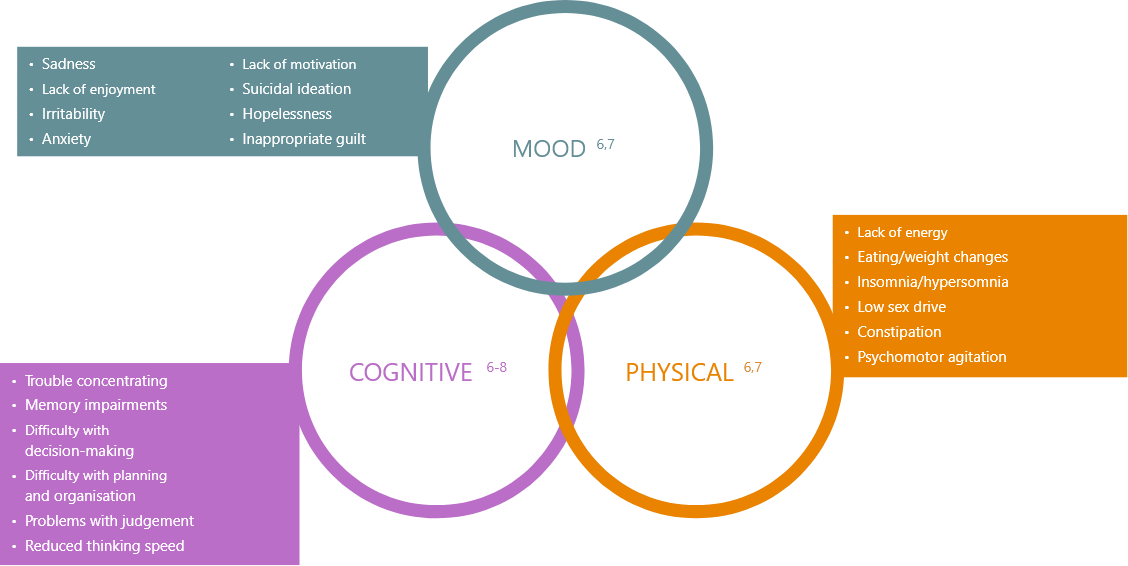 • Sadness
• Lack of enjoyment
• Irritability
• Anxiety
• Lack of motivation
• Suicidal ideation
• Hopelessness
• Inappropriate guilt
MOOD 6,7
• Lack of energy
• Eating/weight changes
• Insomnia/hypersomnia
• Low sex drive
• Constipation
• Psychomotor agitation
COGNITIVE 6-8
PHYSICAL 6,7
• Trouble concentrating
• Memory impairments
• Difficulty with
decision-making
• Difficulty with planning
and organisation
• Problems with judgement
• Reduced thinking speed